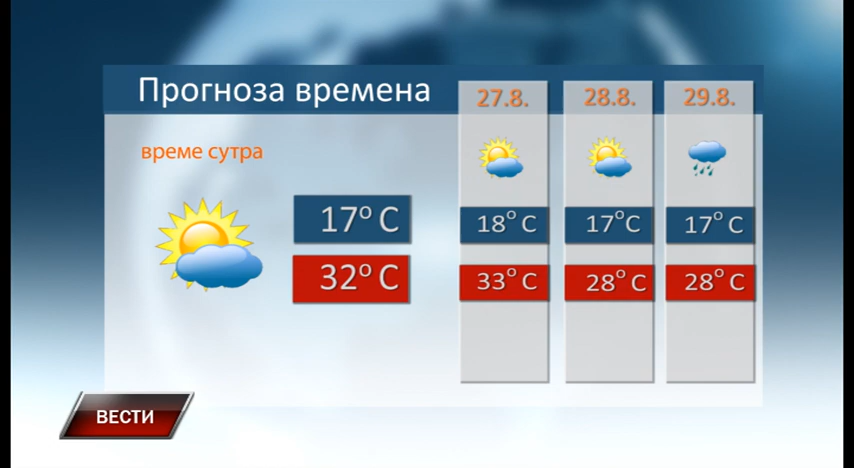 Прогноза времена
време сутра
17° C
32° C
27.8.
18° C
33° C
28.8.
17°C
28° C
29.8.
17° C
28° C
ВЕСТИ